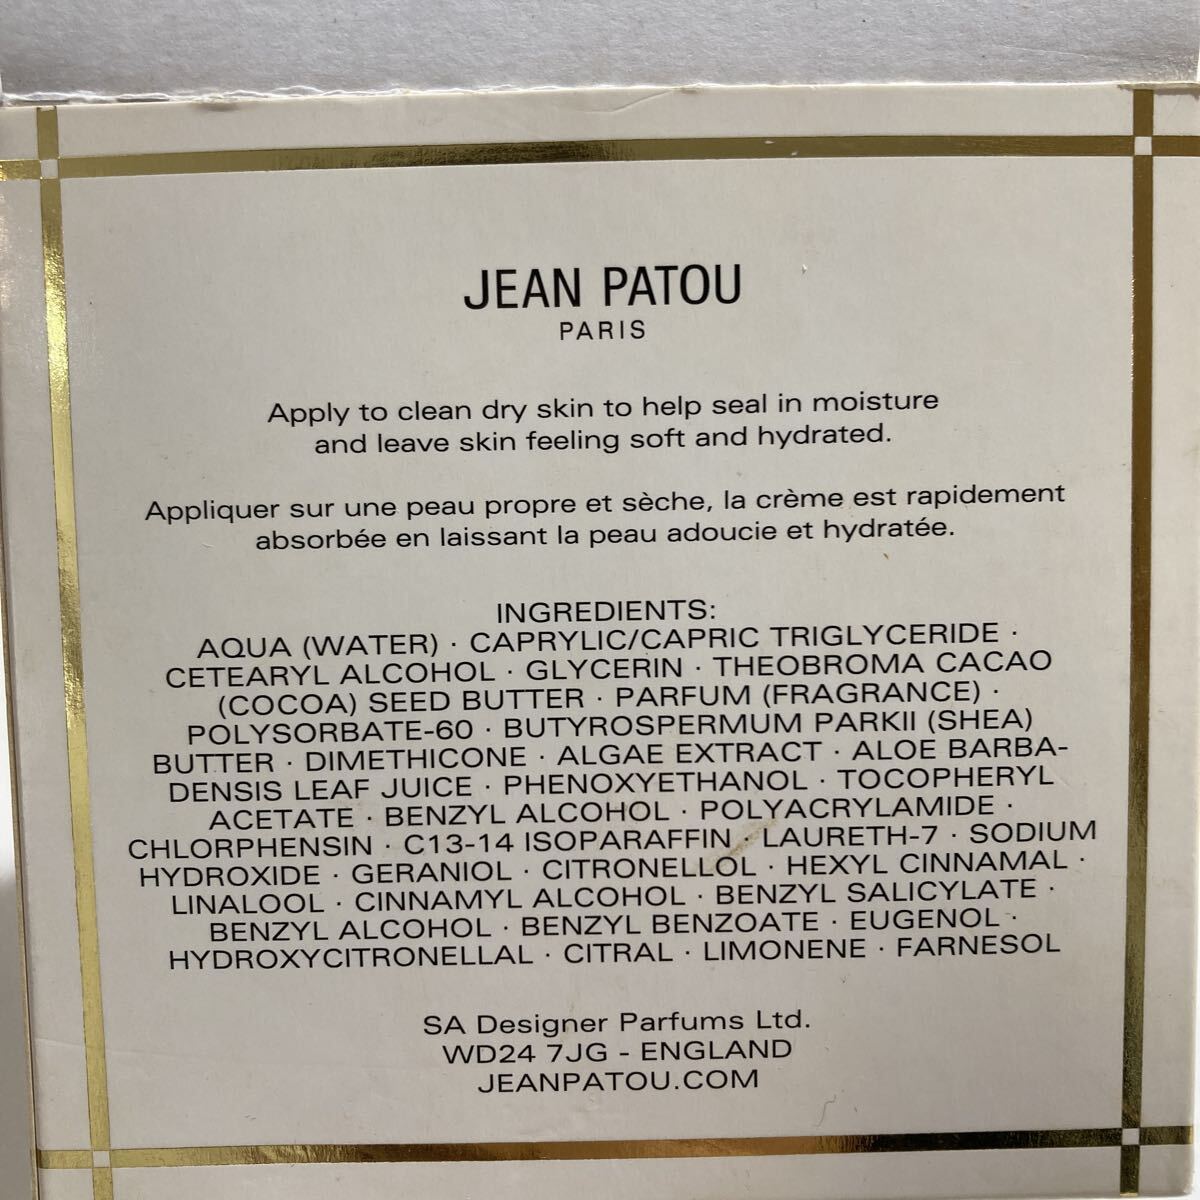 JEAN PATOU
PARIS
Apply to clean dry skin to help seal in moisture
and leave skin feeling soft and hydrated.
Appliquer sur une peau propre et sèche, la crème est rapidement
absorbée en laissant la peau adoucie et hydratée.
INGREDIENTS:
AQUA (WATER) · CAPRYLIC/CAPRIC TRIGLYCERIDE ·
CETEARYL ALCOHOL · GLYCERIN · THEOBROMA CACAO
(COCOA) SEED BUTTER · PARFUM (FRAGRANCE) ·
POLYSORBATE-60 · BUTYROSPERMUM PARKII (SHEA)
BUTTER · DIMETHICONE · ALGAE EXTRACT · ALOE BARBA-
DENSIS LEAF JUICE · PHENOXYETHANOL · TOCOPHERYL
ACETATE · BENZYL ALCOHOL · POLYACRYLAMIDE ·
CHLORPHENSIN · C13-14 ISOPARAFFIN · LAURETH-7 · SODIUM
HYDROXIDE · GERANIOL · CITRONELLOL · HEXYL CINNAMAL ·
LINALOOL · CINNAMYL ALCOHOL · BENZYL SALICYLATE ·
BENZYL ALCOHOL · BENZYL BENZOATE · EUGENOL ·
HYDROXYCITRONELLAL · CITRAL · LIMONENE · FARNESOL
SA Designer Parfums Ltd.
WD24 7JG - ENGLAND
JEANPATOU.COM